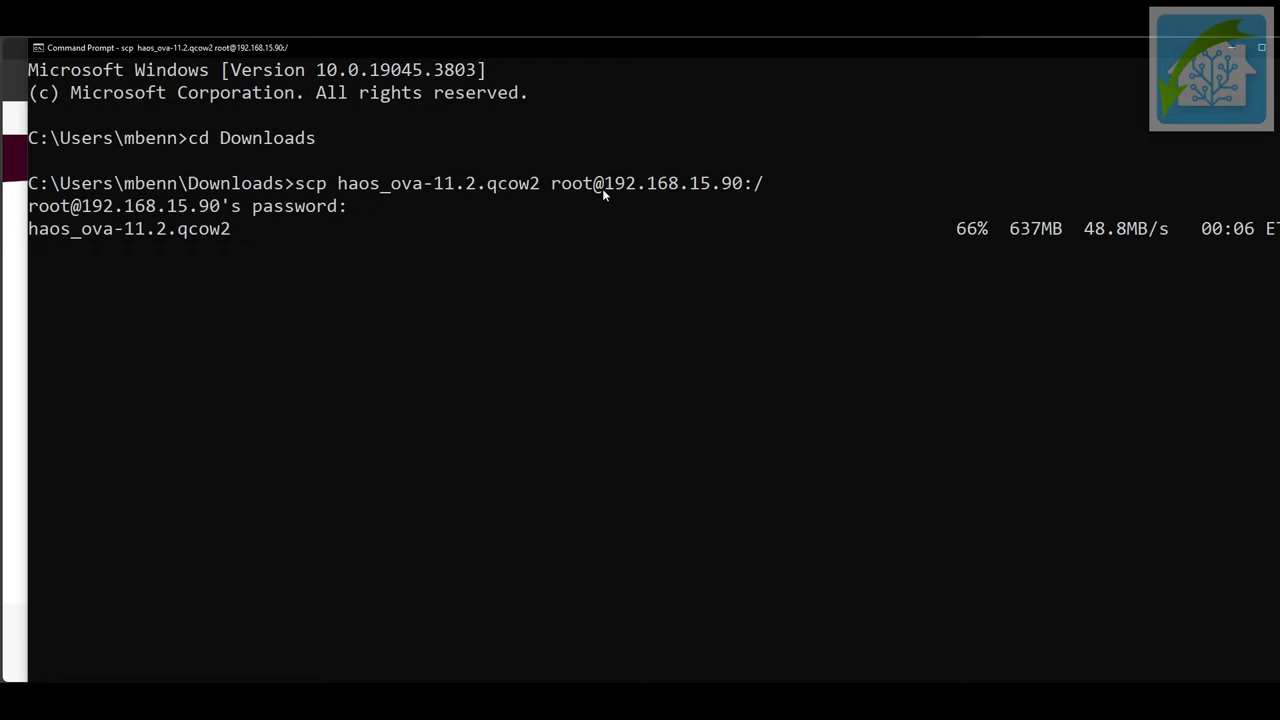 Command Prompt - scp haos_ova-11.2.qcow2 root@192.168.15.90:/
Microsoft Windows [Version 10.0.19045.3803]
(c) Microsoft Corporation. All rights reserved.
C:\Users\mbenn>cd Downloads
C:\Users\mbenn\Downloads>scp haos_ova-11.2.qcow2 root@192.168.15.90:/
root@192.168.15.90's password:
haos_ova-11.2.qcow2 66% 637MB 48.8MB/s 00:06 E